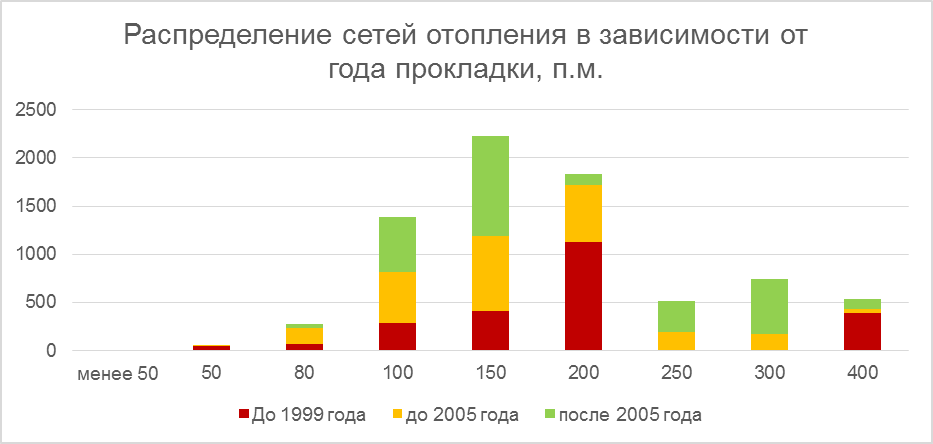 Распределение сетей отопления в зависимости от
года прокладки, п.м.
2500
2000
1500
1000
500
0
менее 50 50 80 100 150 200 250 300 400
До 1999 года до 2005 года после 2005 года